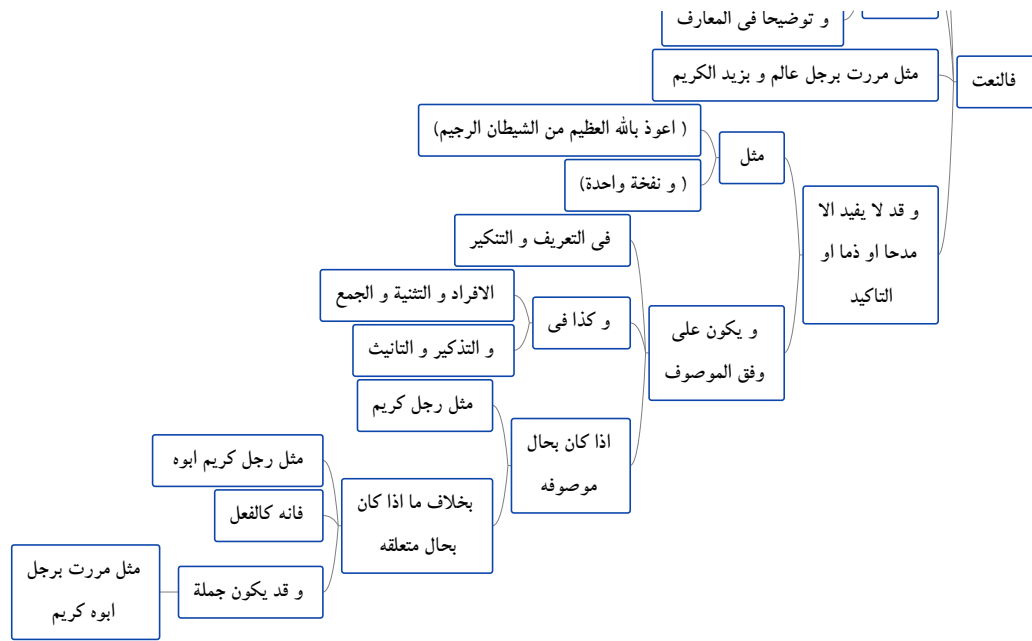 و توضيحا فى المعارف
فالنعت
مثل مررت برجل عالم و بزيد الكريم
و قد لا يفيد الا
مدحا او ذما او
التاكيد
مثل
( اعوذ بالله العظيم من الشيطان الرجيم)
( و نفخة واحدة)
و يكون على
وفق الموصوف
فى التعريف و التنكير
و كذا فى
الافراد و التثنية و الجمع
و التذكير و التانيث
اذا كان بحال
موصوفه
مثل رجل كريم
بخلاف ما اذا كان
بحال متعلقه
مثل رجل كريم ابوه
فانه كالفعل
و قد يكون جملة
مثل مررت برجل
ابوه كريم